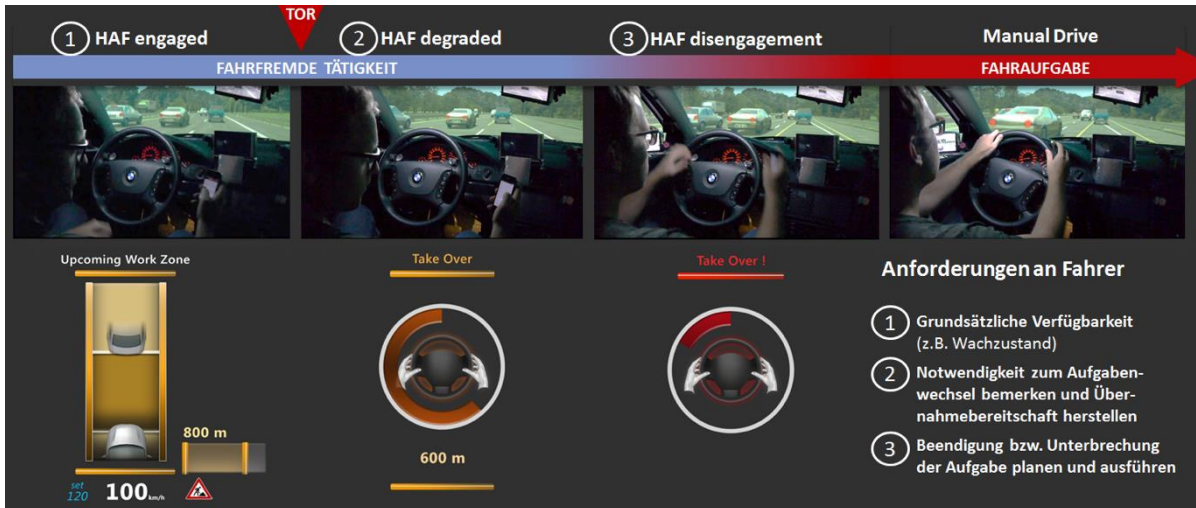 TOR
1 HAF engaged
2 HAF degraded
3 HAF disengagement
Manual Drive
FAHRFREMDE TÄTIGKEIT
FAHRAUFGABE
Upcoming Work Zone
800 m
set
120
100 km/h
Take Over
600 m
Take Over !
Anforderungen an Fahrer
1 Grundsätzliche Verfügbarkeit
(z.B. Wachzustand)
2 Notwendigkeit zum Aufgaben-
wechsel bemerken und Über-
nahmebereitschaft herstellen
3 Beendigung bzw. Unterbrechung
der Aufgabe planen und ausführen